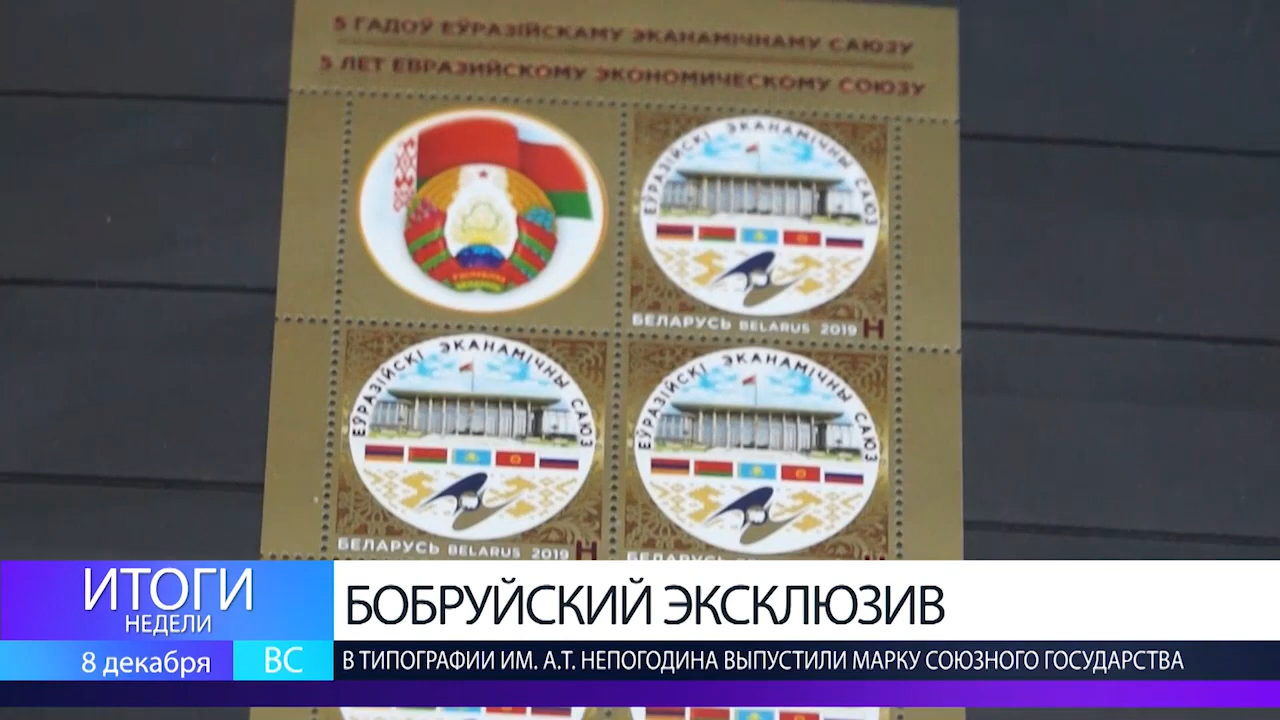 5 ГАДОЎ ЕЎРАЗІЙСКАМУ ЭКАНАМІЧНАМУ САЮЗУ
5 ЛЕТ ЕВРАЗИЙСКОМУ ЭКОНОМИЧЕСКОМУ СОЮЗУ
ЕЎРАЗІЙСКІ ЭКАНАМІЧНЫ САЮЗ
БЕЛАРУСЬ BELARUS 2019 Н
ЕЎРАЗІЙСКІ ЭКАНАМІЧНЫ САЮЗ
БЕЛАРУСЬ BELARUS 2019 Н
ЕЎРАЗІЙСКІ ЭКАНАМІЧНЫ САЮЗ
БЕЛАРУСЬ
ИТОГИ
НЕДЕЛИ
8 декабря
ВС
БОБРУЙСКИЙ ЭКСКЛЮЗИВ
В ТИПОГРАФИИ ИМ. А.Т. НЕПОГОДИНА ВЫПУСТИЛИ МАРКУ СОЮЗНОГО ГОСУДАРСТВА